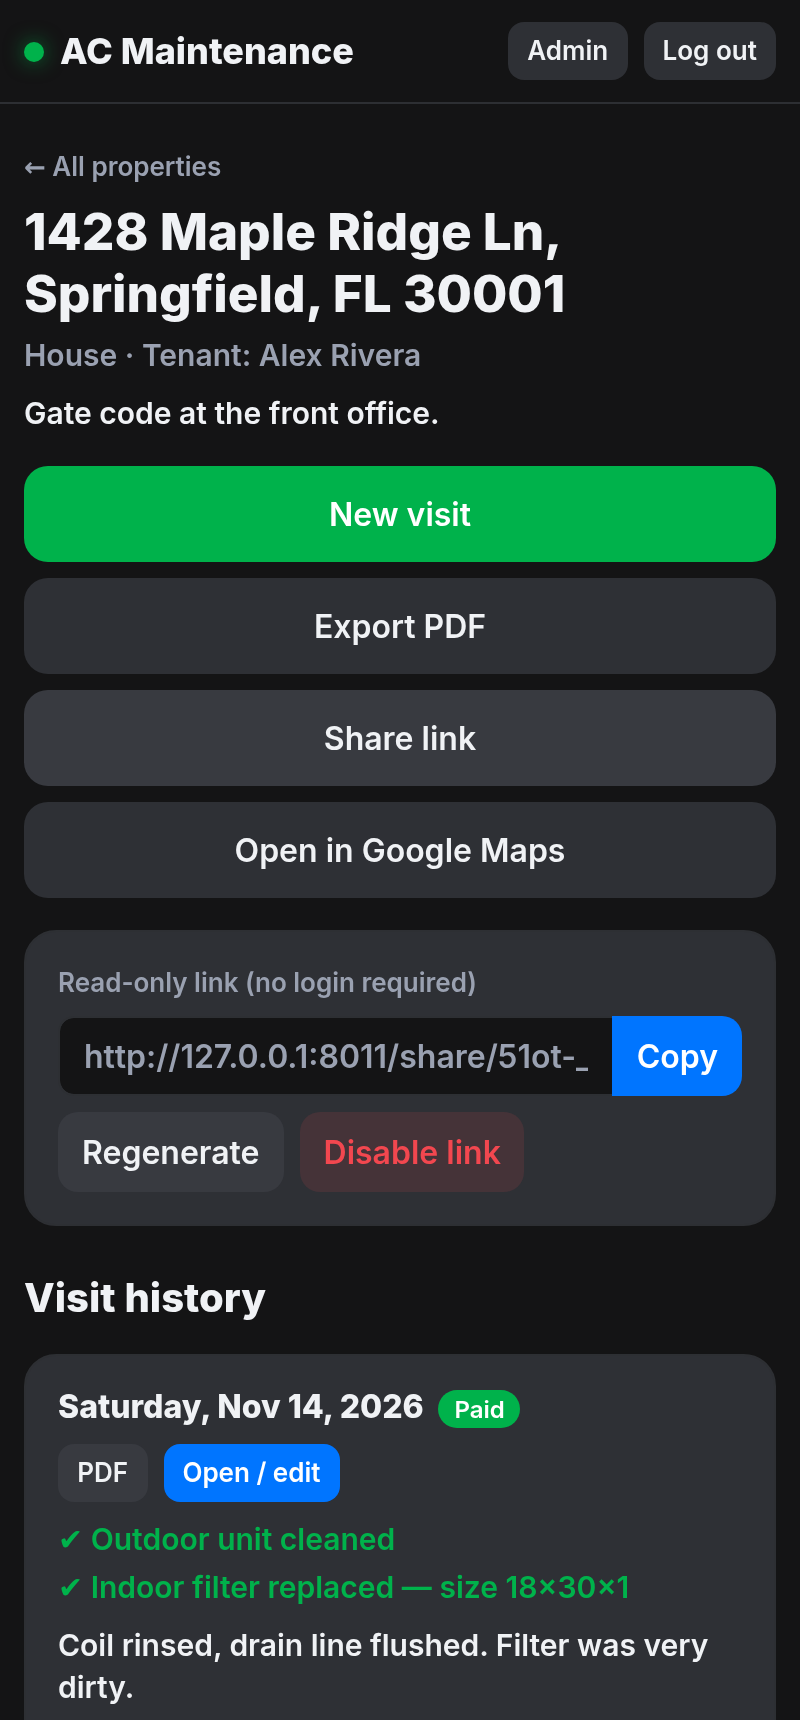 AC Maintenance
Admin
Log out
← All properties
1428 Maple Ridge Ln,
Springfield, FL 30001
House · Tenant: Alex Rivera
Gate code at the front office.
New visit
Export PDF
Share link
Open in Google Maps
Read-only link (no login required)
http://127.0.0.1:8011/share/51ot-_
Copy
Regenerate
Disable link
Visit history
Saturday, Nov 14, 2026
Paid
PDF
Open / edit
✔ Outdoor unit cleaned
✔ Indoor filter replaced — size 18×30×1
Coil rinsed, drain line flushed. Filter was very
dirty.